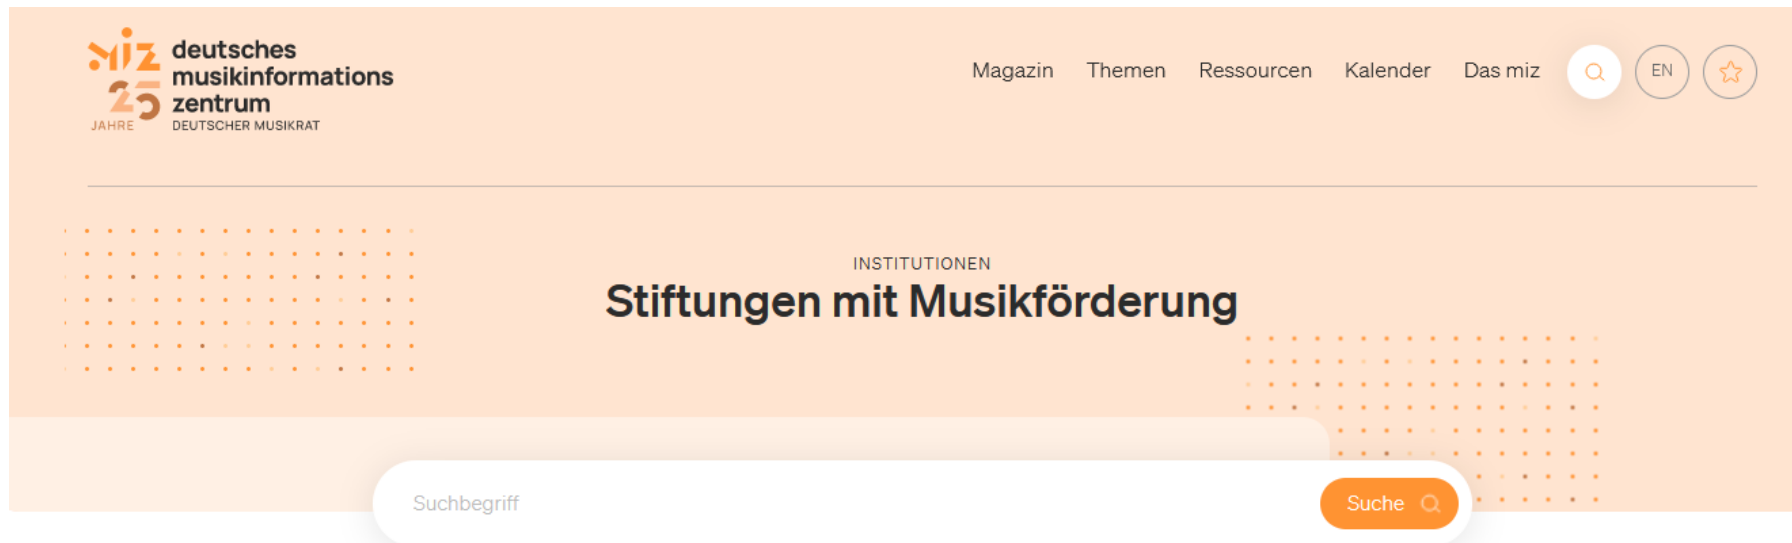 miz
25
JAHRE
deutsches
musikinformations
zentrum
DEUTSCHER MUSIKRAT
Magazin
Themen
Ressourcen
Kalender
Das miz
EN
INSTITUTIONEN
Stiftungen mit Musikförderung
Suchbegriff
Suche